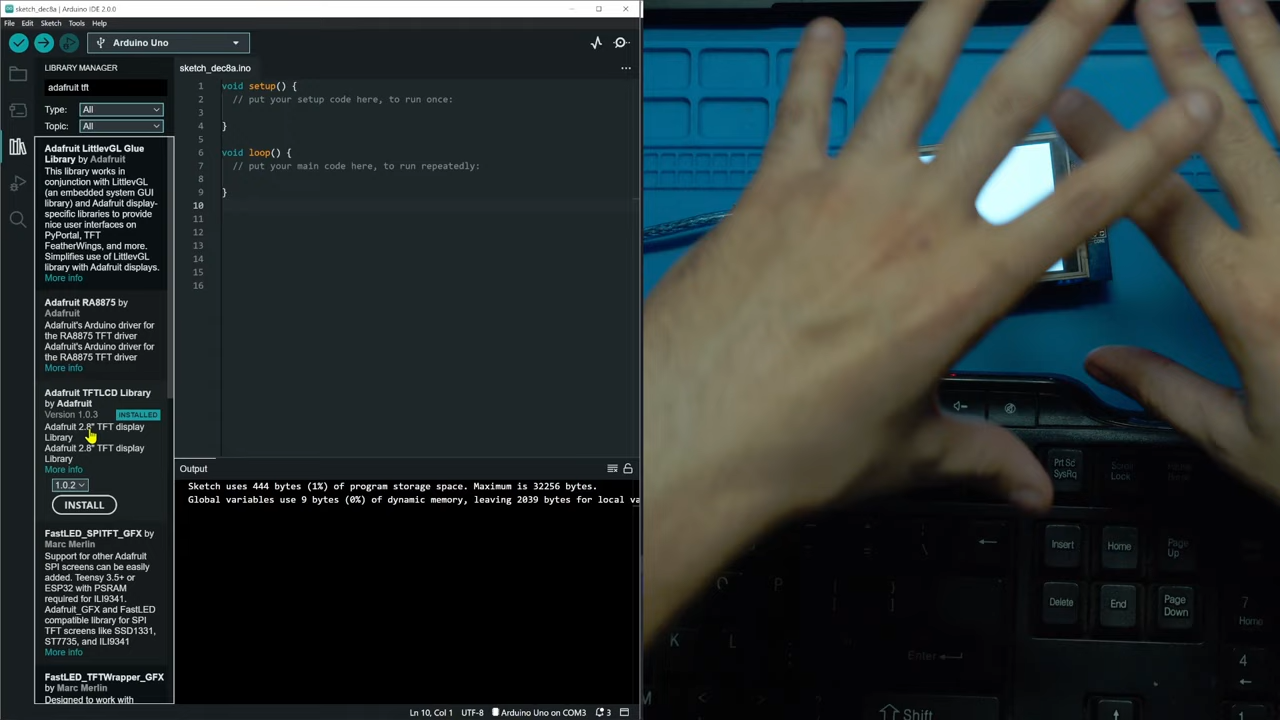 sketch_dec8a | Arduino IDE 2.0.0
File Edit Sketch Tools Help
Arduino Uno
LIBRARY MANAGER
adafruit tft
Type: All
Topic: All
Adafruit LittlevGL Glue
Library by Adafruit
This library works in
conjunction with LittlevGL
(an embedded system GUI
library) and Adafruit display-
specific libraries to provide
nice user interfaces on
PyPortal, TFT
FeatherWings, and more.
Simplifies use of LittlevGL
library with Adafruit displays.
More info
Adafruit RA8875 by
Adafruit
Arduino's driver for
the RA8875 TFT driver
Adafruit's Arduino driver for
the RA8875 TFT driver
More info
Adafruit TFTLCD Library
by Adafruit
Version 1.0.3 INSTALLED
Adafruit 2.8" TFT display
Library
Adafruit 2.8" TFT display
Library
More info
1.0.2
INSTALL
FastLED_SPITFT_GFX by
Marc Merlin
Support for other Adafruit
SPI screens can be easily
added. Teensy 3.5+ or
ESP32 with PSRAM
required for ILI9341.
Adafruit_GFX and FastLED
compatible library for SPI
TFT screens like SSD1331,
ST7735, and ILI9341
More info
FastLED_TFTWrapper_GFX
by Marc Merlin
Designed to work with
sketch_dec8a.ino
1 void setup() {
2 // put your setup code here, to run once:
3
4 }
5
6 void loop() {
7 // put your main code here, to run repeatedly:
8
9 }
10
11
12
13
14
15
16
Output
Sketch uses 444 bytes (1%) of program storage space. Maximum is 32256 bytes.
Global variables use 9 bytes (0%) of dynamic memory, leaving 2039 bytes for local va
Ln 10, Col 1 UTF-8 Arduino Uno on COM3 3
Prt Sc
SysRq
Scroll
Lock
Insert
Home
Page
Up
Delete
End
Page
Down
7
Home
4
K
L
Enter
Shift